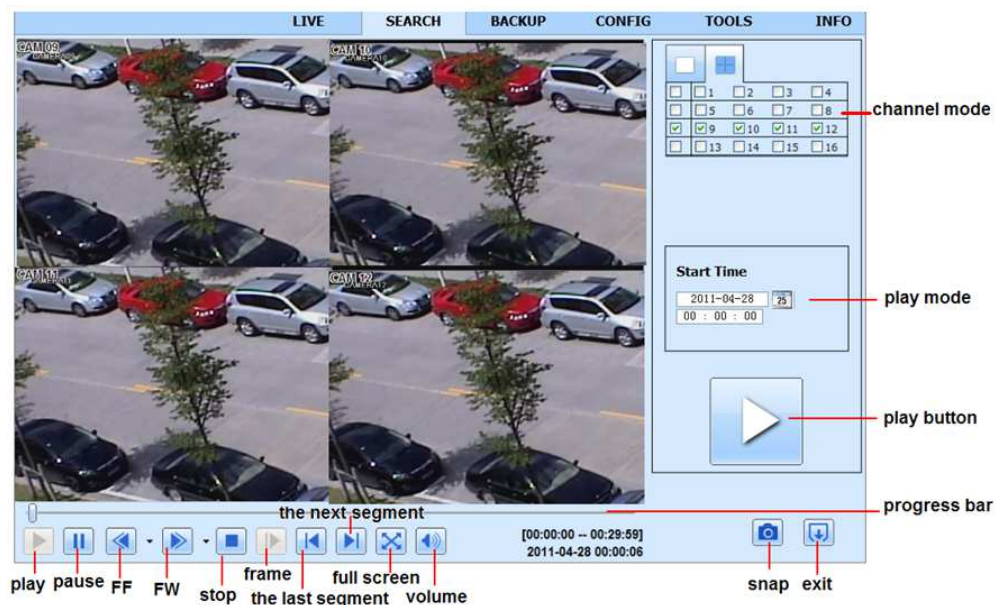 LIVE SEARCH BACKUP CONFIG TOOLS INFO
CAM 09
CAMERA09
CAM 10
CAMERA10
1 2 3 4
5 6 7 8
9 10 11 12
13 14 15 16
channel mode
CAM 11
CAMERA11
CAM 12
CAMERA12
Start Time
2011-04-28 25
00 : 00 : 00
play mode
play button
progress bar
the next segment
[00:00:00 -- 00:29:59]
2011-04-28 00:00:06
play pause FF FW stop frame the last segment full screen volume snap exit